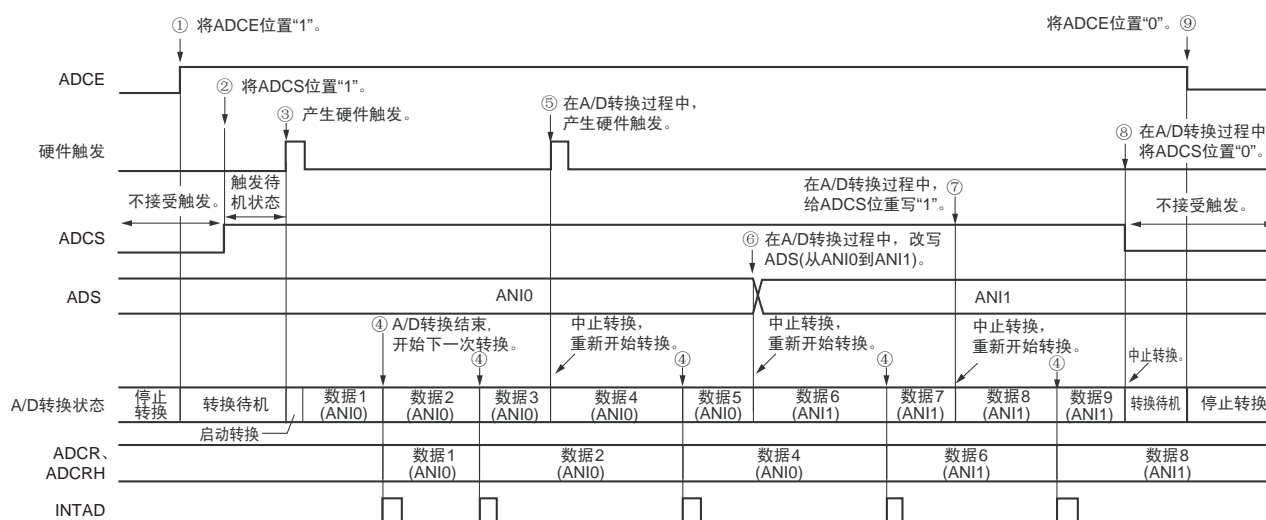 ① 将ADCE位置“1”。
将ADCE位置“0”。⑨
ADCE
② 将ADCS位置“1”。
③ 产生硬件触发。
⑤ 在A/D转换过程中，
产生硬件触发。
硬件触发
⑧ 在A/D转换过程中
将ADCS位置“0”。
不接受触发。
触发待
机状态
在A/D转换过程中，
给ADCS位重写“1”。
⑦
不接受触发。
ADCS
⑥ 在A/D转换过程中，改写
ADS(从ANI0到ANI1)。
ADS
ANI0
ANI1
④ A/D转换结束,
开始下一次转换。
④
中止转换，
重新开始转换。
④
中止转换，
重新开始转换。
④
中止转换，
重新开始转换。
④
中止转换。
A/D转换状态
停止
转换
转换待机
启动转换
数据1
(ANI0)
数据2
(ANI0)
数据3
(ANI0)
数据4
(ANI0)
数据5
(ANI0)
数据6
(ANI1)
数据7
(ANI1)
数据8
(ANI1)
数据9
(ANI1)
转换待机
停止转换
ADCR、
ADCRH
数据1
(ANI0)
数据2
(ANI0)
数据4
(ANI0)
数据6
(ANI1)
数据8
(ANI1)
INTAD